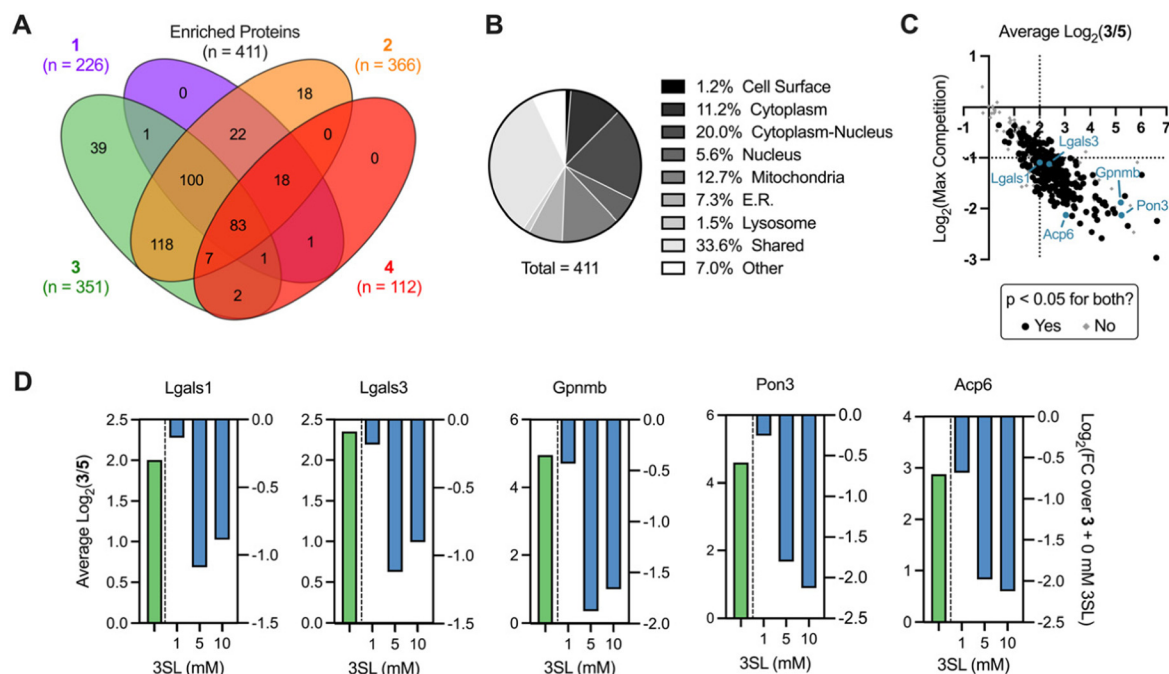 A
Enriched Proteins
(n = 411)
1
(n = 226)
2
(n = 366)
0
18
39
1
22
0
0
100
18
83
118
7
1
1
2
3
(n = 351)
4
(n = 112)
B
Total = 411
1.2% Cell Surface
11.2% Cytoplasm
20.0% Cytoplasm-Nucleus
5.6% Nucleus
12.7% Mitochondria
7.3% E.R.
1.5% Lysosome
33.6% Shared
7.0% Other
C
Average Log₂(3/5)
Log₂(Max Competition)
-1 1 2 3 4 5 6 7
-1
-2
-3
Lgals3
Lgals1
Gpnmb
Pon3
Acp6
p < 0.05 for both?
Yes No
D
Lgals1
Average Log₂(3/5)
2.5
2.0
1.5
1.0
0.5
0.0
0.0
-0.5
-1.0
-1.5
1 5 10
3SL (mM)
Lgals3
2.5
2.0
1.5
1.0
0.5
0.0
0.0
-0.5
-1.0
-1.5
1 5 10
3SL (mM)
Gpnmb
6
4
2
0
0.0
-0.5
-1.0
-1.5
-2.0
1 5 10
3SL (mM)
Pon3
6
4
2
0
0.0
-0.5
-1.0
-1.5
-2.0
-2.5
1 5 10
3SL (mM)
Acp6
4
3
2
1
0
0.0
-0.5
-1.0
-1.5
-2.0
-2.5
1 5 10
3SL (mM)
Log₂(FC over 3 + 0 mM 3SL)